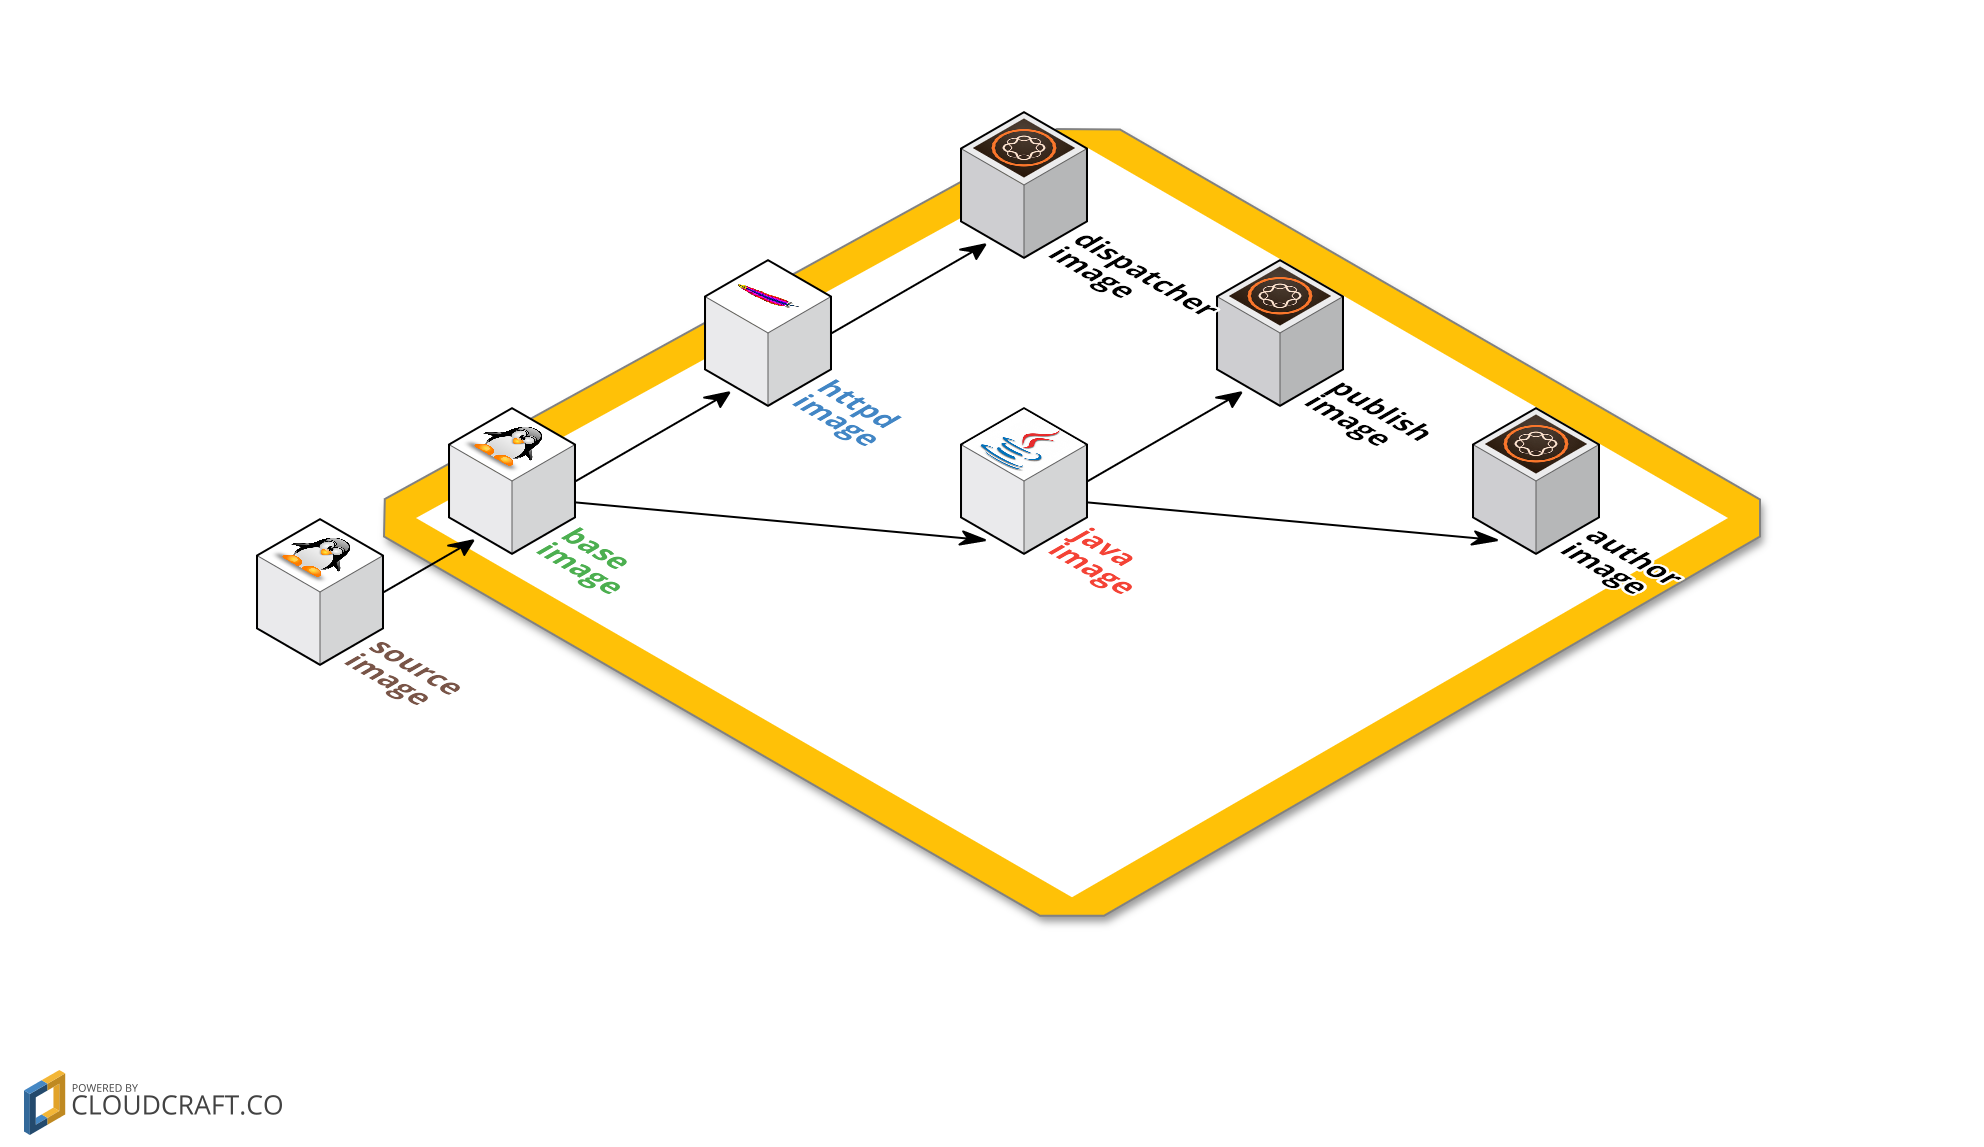 dispatcher
image
httpd
image
publish
image
base
image
java
image
author
image
source
image
POWERED BY
CLOUDCRAFT.CO